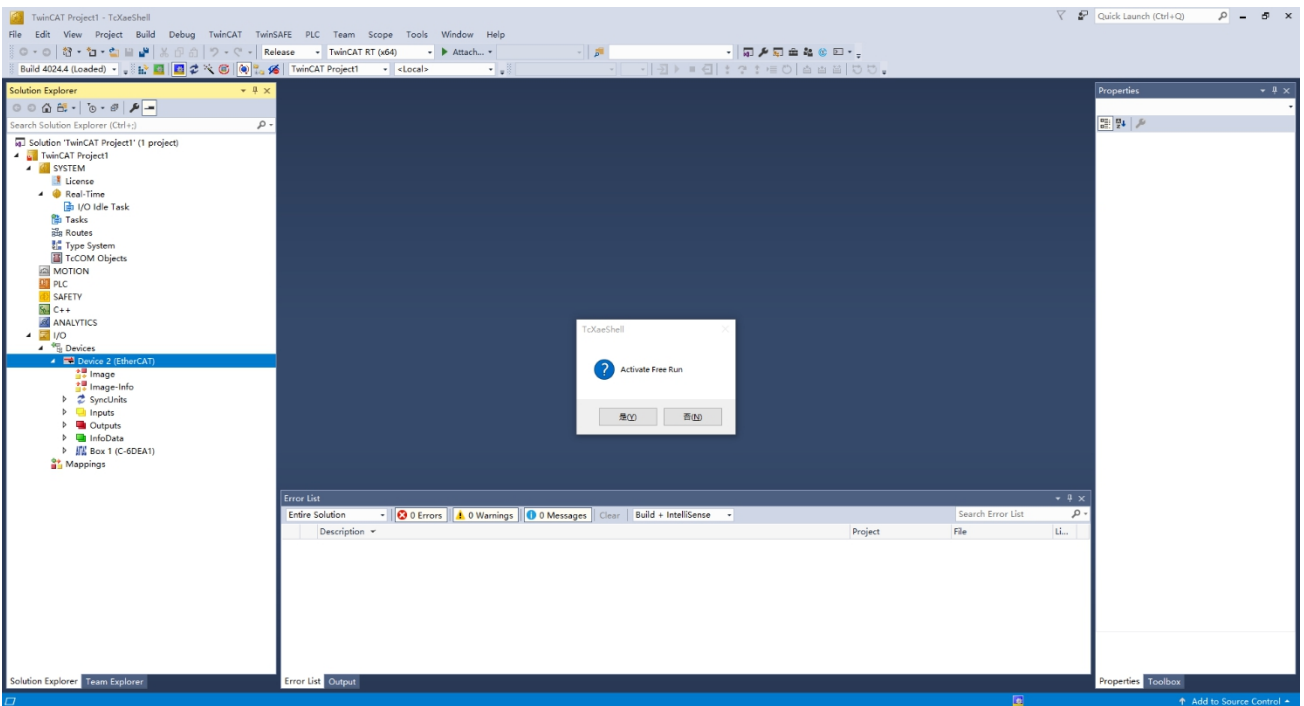 TwinCAT Project1 - TcXaeShell
Quick Launch (Ctrl+Q)
File Edit View Project Build Debug TwinCAT TwinSAFE PLC Team Scope Tools Window Help
Release TwinCAT RT (x64) Attach...
Build 4024.4 (Loaded) TwinCAT Project1 <Local>
Solution Explorer
Search Solution Explorer (Ctrl+;)
Solution 'TwinCAT Project1' (1 project)
TwinCAT Project1
SYSTEM
License
Real-Time
I/O Idle Task
Tasks
Routes
Type System
TcCOM Objects
MOTION
PLC
SAFETY
C++
ANALYTICS
I/O
Devices
Device 2 (EtherCAT)
Image
Image-Info
SyncUnits
Inputs
Outputs
InfoData
Box 1 (C-6DEA1)
Mappings
Solution Explorer Team Explorer
TcXaeShell
Activate Free Run
是(Y) 否(N)
Error List
Entire Solution 0 Errors 0 Warnings 0 Messages Clear Build + IntelliSense Search Error List
Description Project File Li...
Error List Output
Properties
Properties Toolbox
Add to Source Control